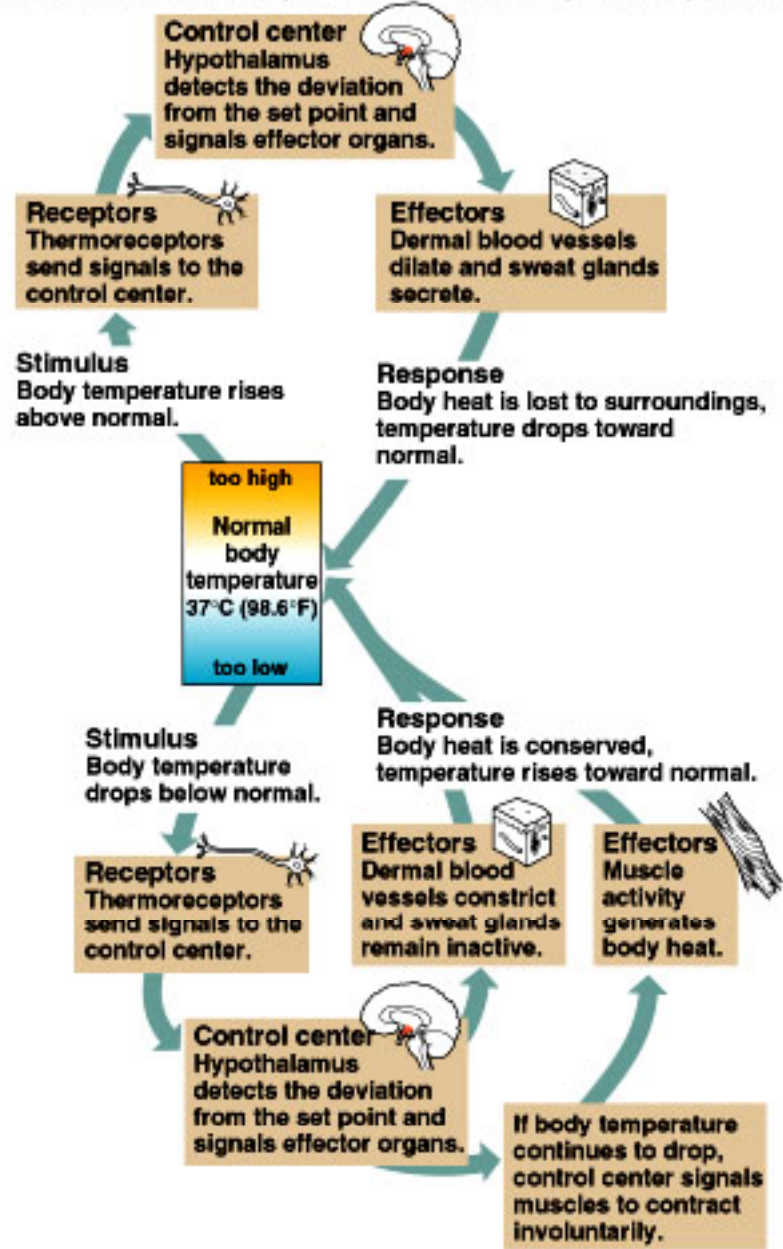 Control center
Hypothalamus
detects the deviation
from the set point and
signals effector organs.
Receptors
Thermoreceptors
send signals to the
control center.
Effectors
Dermal blood vessels
dilate and sweat glands
secrete.
Stimulus
Body temperature rises
above normal.
Response
Body heat is lost to surroundings,
temperature drops toward
normal.
too high
Normal
body
temperature
37°C (98.6°F)
too low
Stimulus
Body temperature
drops below normal.
Response
Body heat is conserved,
temperature rises toward normal.
Receptors
Thermoreceptors
send signals to the
control center.
Effectors
Dermal blood
vessels constrict
and sweat glands
remain inactive.
Effectors
Muscle
activity
generates
body heat.
Control center
Hypothalamus
detects the deviation
from the set point and
signals effector organs.
If body temperature
continues to drop,
control center signals
muscles to contract
involuntarily.